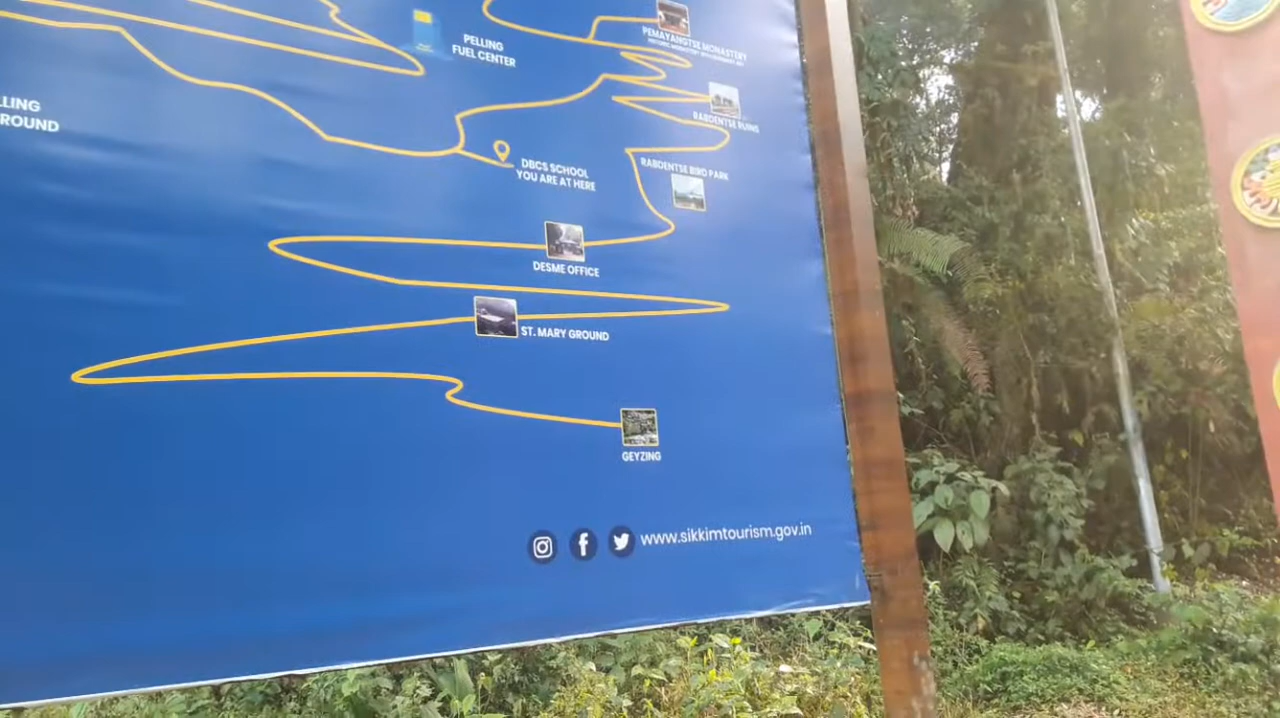 PELLING
FUEL CENTER
PEMAYANGTSE MONASTERY
LLING
ROUND
RABDENTSE RUINS
DBCS SCHOOL
YOU ARE AT HERE
RABDENTSE BIRD PARK
DESME OFFICE
ST. MARY GROUND
GEYZING
www.sikkimtourism.gov.in